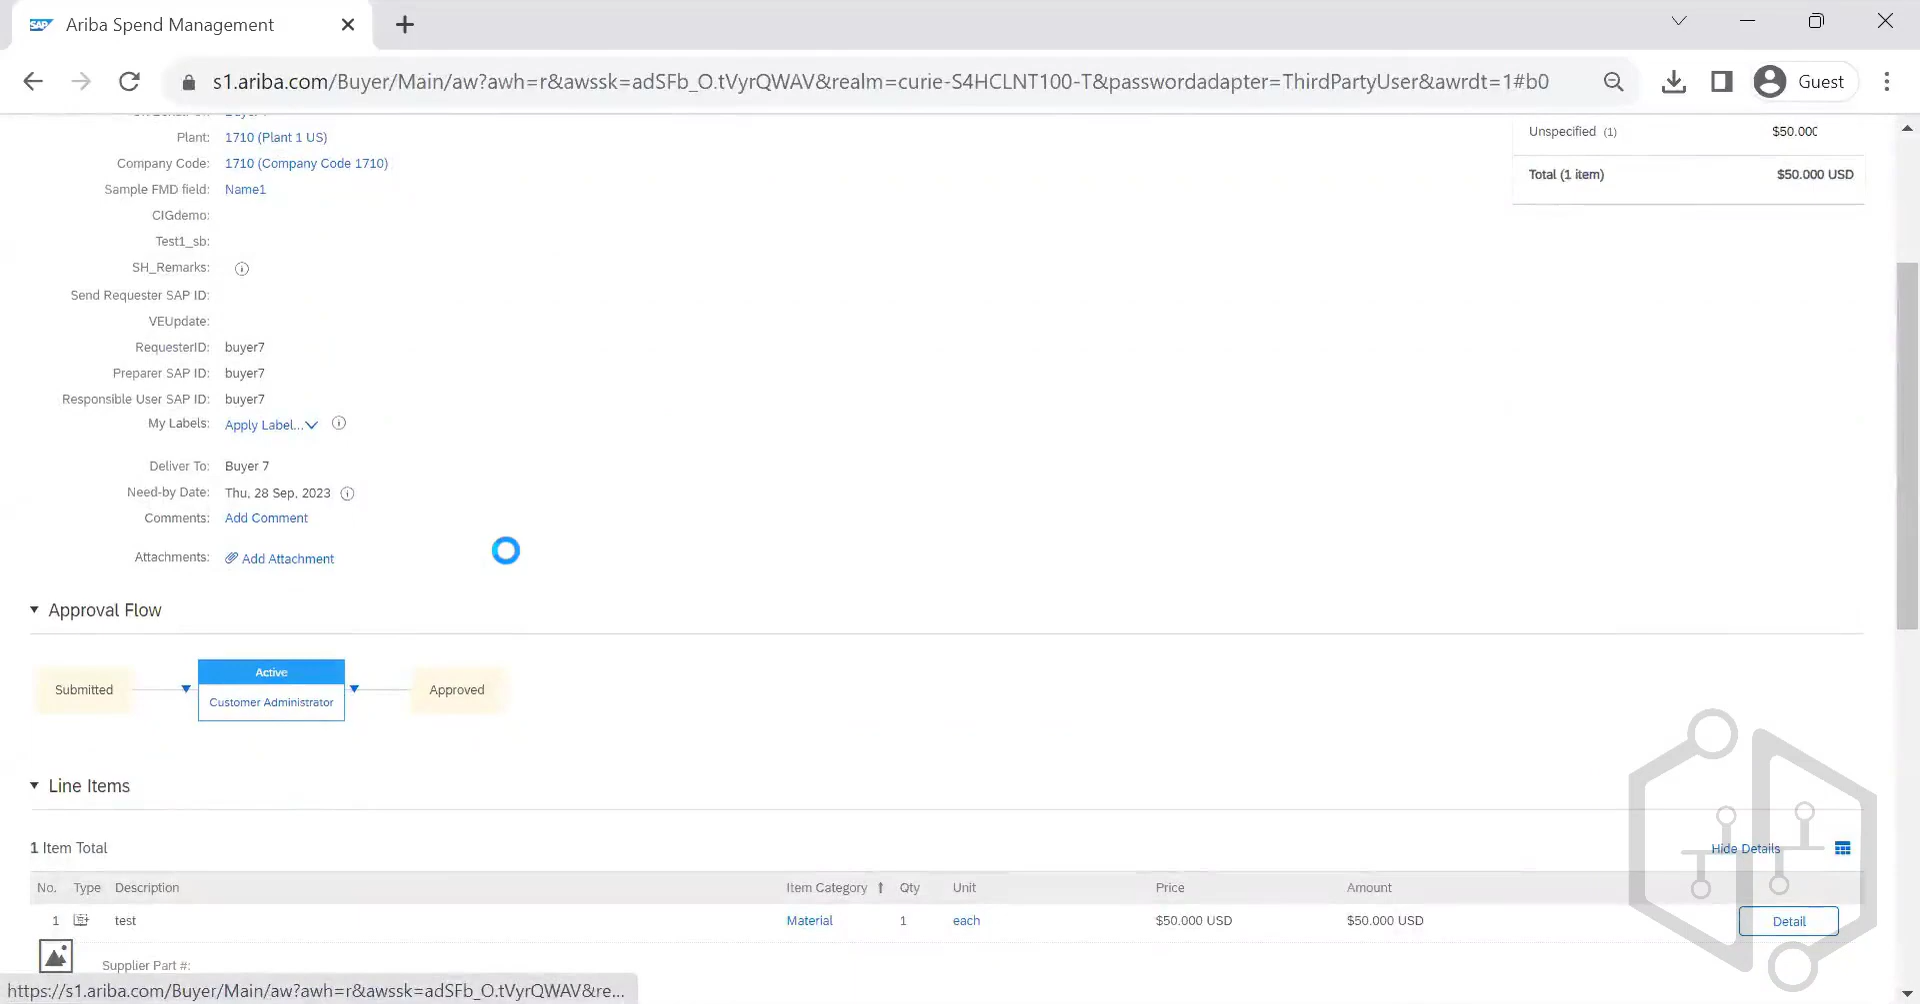 SAP Ariba Spend Management
s1.ariba.com/Buyer/Main/aw?awh=r&awssk=adSFb_O.tVyrQWAV&realm=curie-S4HCLNT100-T&passwordadapter=ThirdPartyUser&awrdt=1#b0
Guest
Plant: 1710 (Plant 1 US)
Company Code: 1710 (Company Code 1710)
Sample FMD field: Name1
CIGdemo:
Test1_sb:
SH_Remarks:
Send Requester SAP ID:
VEUpdate:
RequesterID: buyer7
Preparer SAP ID: buyer7
Responsible User SAP ID: buyer7
My Labels: Apply Label...
Deliver To: Buyer 7
Need-by Date: Thu, 28 Sep, 2023
Comments: Add Comment
Attachments: Add Attachment
Unspecified (1) $50.000
Total (1 item) $50.000 USD
Approval Flow
Submitted
Active
Customer Administrator
Approved
Line Items
1 Item Total
Hide Details
No. Type Description Item Category Qty Unit Price Amount
1 test Material 1 each $50.000 USD $50.000 USD Detail
Supplier Part #:
https://s1.ariba.com/Buyer/Main/aw?awh=r&awssk=adSFb_O.tVyrQWAV&re...